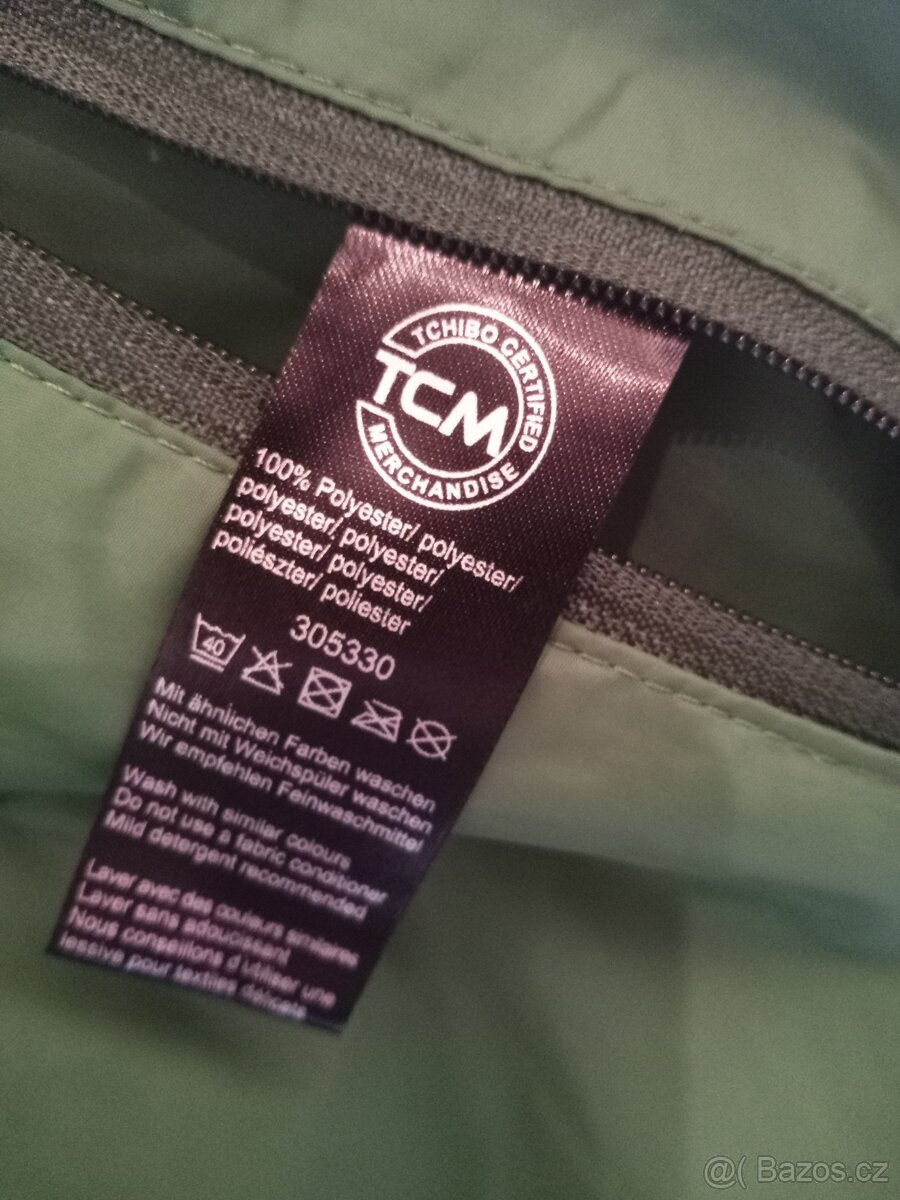 TCHIBO CERTIFIED
TCM
MERCHANDISE
100% Polyester/ polyester/
polyester/ polyester/
polyester/ polyester/
poliészter/ poliester
305330
40
Mit ähnlichen Farben waschen
Nicht mit Weichspüler waschen
Wir empfehlen Feinwaschmittel
Wash with similar colours
Do not use a fabric conditioner
Mild detergent recommended
Laver avec des couleurs similaires
Laver sans adoucissant
Nous conseillons d'utiliser une
lessive pour textiles délicats
@( Bazos.cz